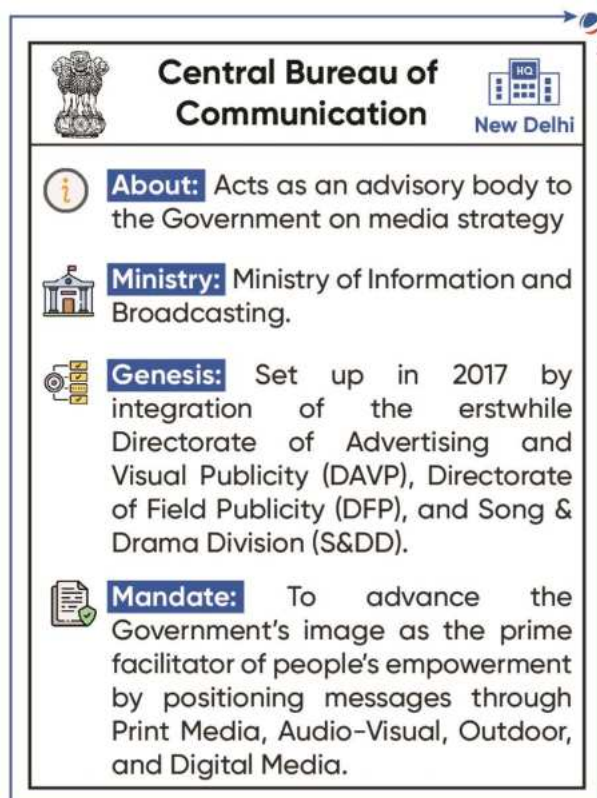 Central Bureau of
Communication
HQ
New Delhi
About: Acts as an advisory body to
the Government on media strategy
Ministry: Ministry of Information and
Broadcasting.
Genesis: Set up in 2017 by
integration of the erstwhile
Directorate of Advertising and
Visual Publicity (DAVP), Directorate
of Field Publicity (DFP), and Song &
Drama Division (S&DD).
Mandate: To advance the
Government's image as the prime
facilitator of people's empowerment
by positioning messages through
Print Media, Audio-Visual, Outdoor,
and Digital Media.